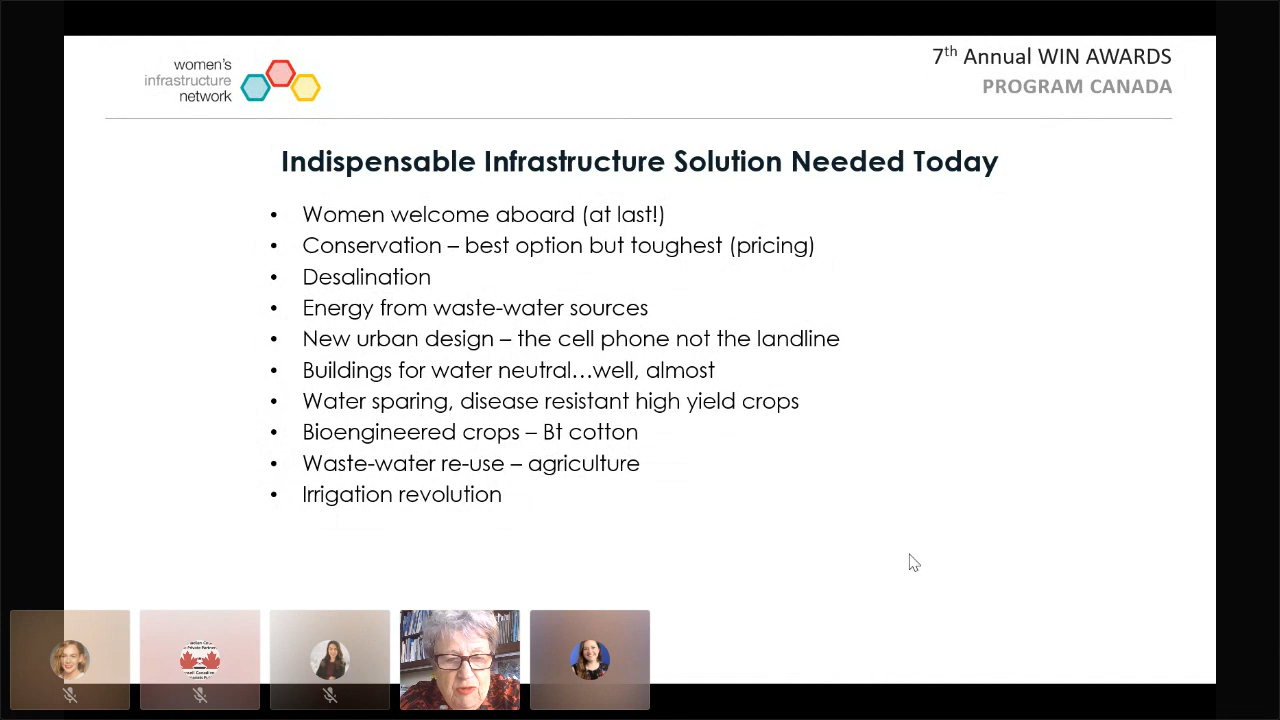 women's
infrastructure
network
7th Annual WIN AWARDS
PROGRAM CANADA
Indispensable Infrastructure Solution Needed Today
• Women welcome aboard (at last!)
• Conservation – best option but toughest (pricing)
• Desalination
• Energy from waste-water sources
• New urban design – the cell phone not the landline
• Buildings for water neutral...well, almost
• Water sparing, disease resistant high yield crops
• Bioengineered crops – Bt cotton
• Waste-water re-use – agriculture
• Irrigation revolution